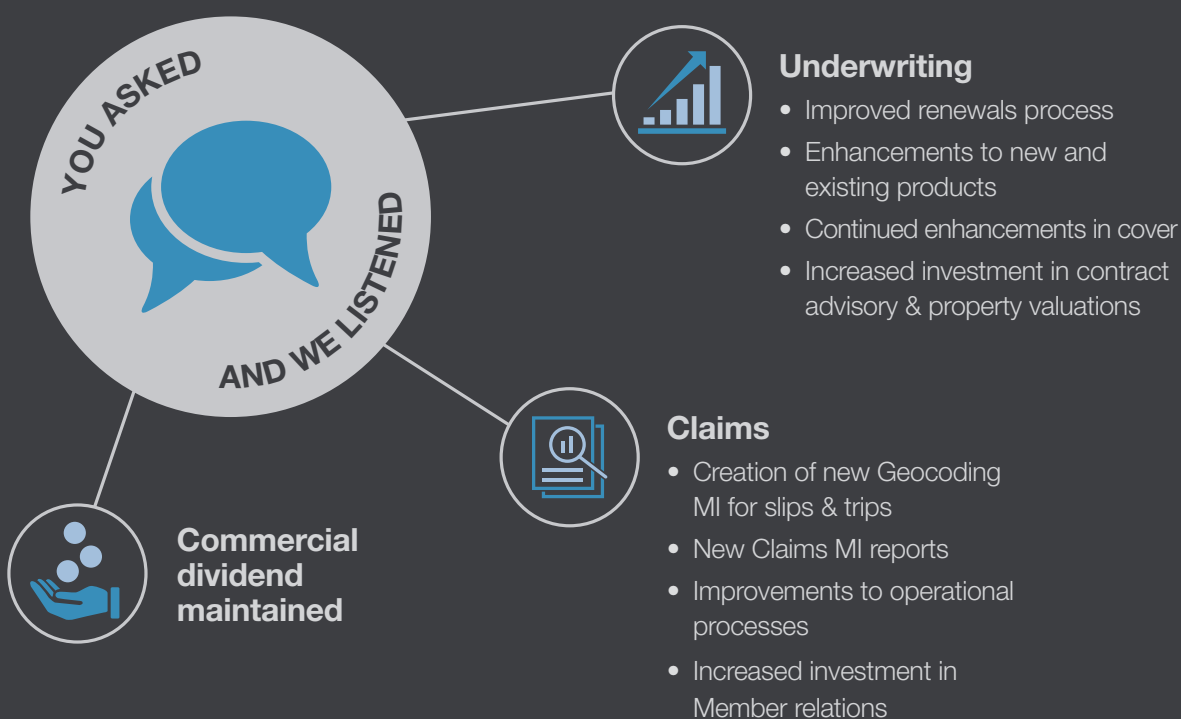 YOU ASKED
AND WE LISTENED
Underwriting
• Improved renewals process
• Enhancements to new and
existing products
• Continued enhancements in cover
• Increased investment in contract
advisory & property valuations
Claims
• Creation of new Geocoding
MI for slips & trips
• New Claims MI reports
• Improvements to operational
processes
• Increased investment in
Member relations
Commercial
dividend
maintained